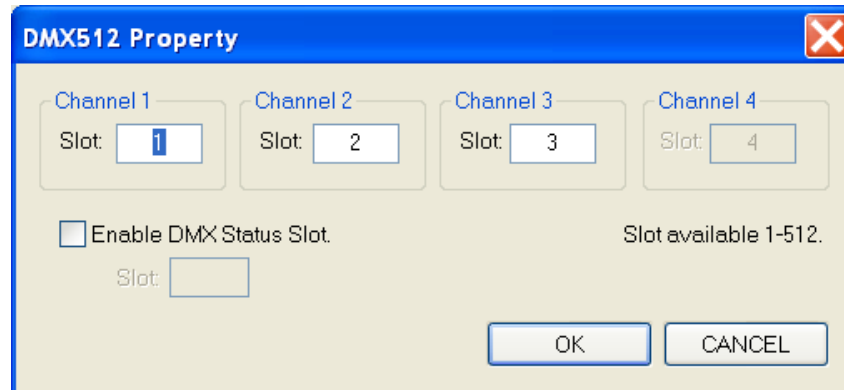 DMX512 Property
Channel 1 Channel 2 Channel 3 Channel 4
Slot: 1 Slot: 2 Slot: 3 Slot: 4
Enable DMX Status Slot. Slot available 1-512.
Slot:
OK CANCEL